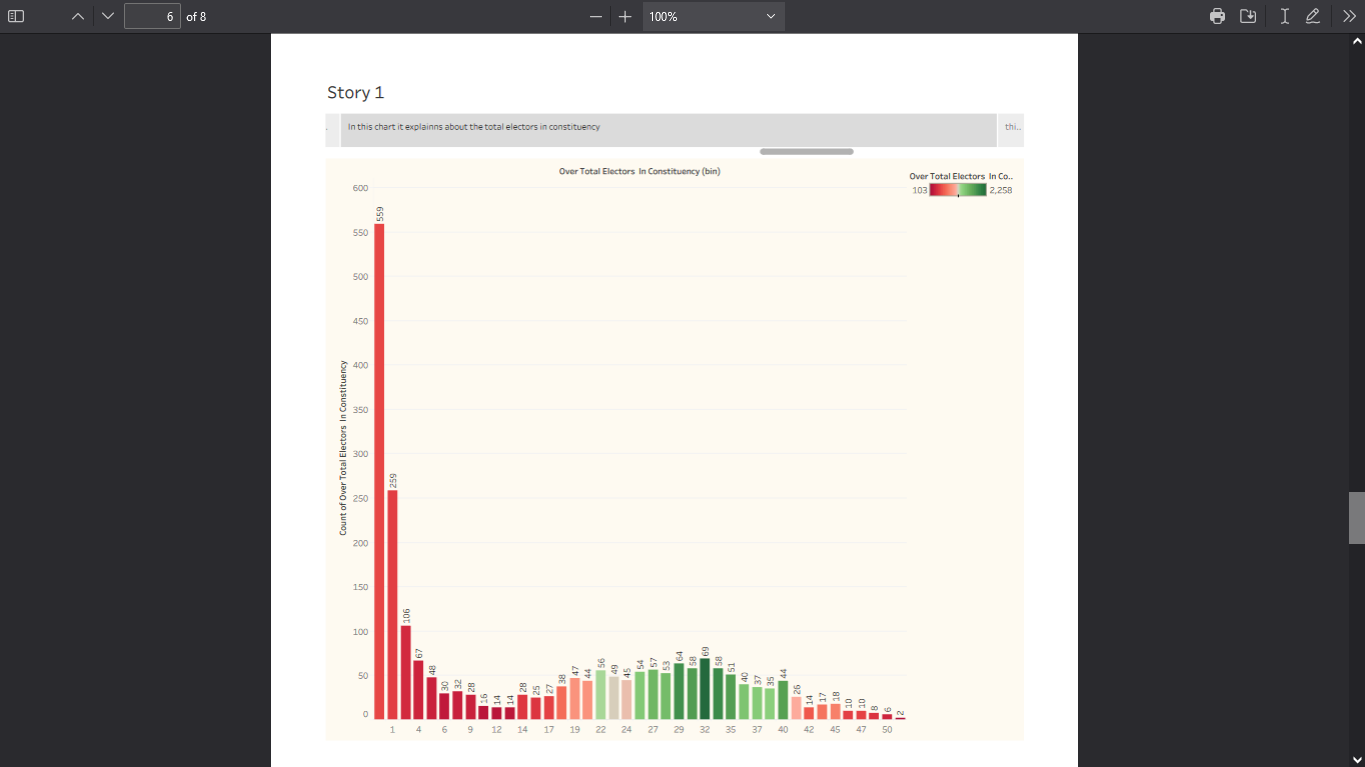 6 of 8
100%
Story 1
.
In this chart it explainns about the total electors in constituency
thi..
Over Total Electors In Constituency (bin)
Over Total Electors In Co..
103 2,258
Count of Over Total Electors In Constituency
600
550
500
450
400
350
300
250
200
150
100
50
0
559 259 106 67 48 30 32 28 16 14 14 28 25 27 38 47 44 56 49 45 54 57 53 64 58 69 58 51 40 37 35 44 26 14 17 18 10 10 8 6 2
1 4 6 9 12 14 17 19 22 24 27 29 32 35 37 40 42 45 47 50